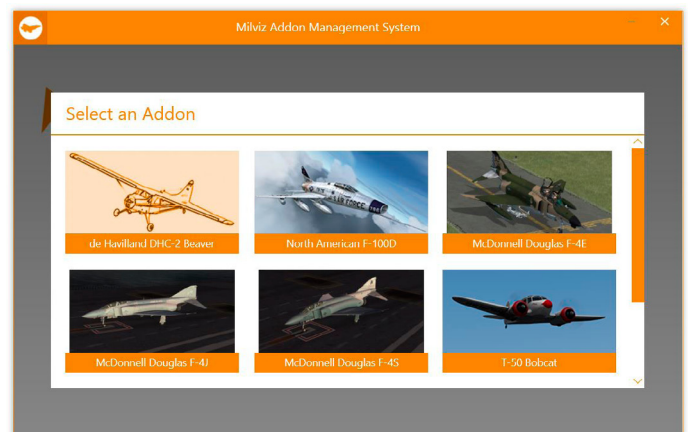 Milviz Addon Management System
Select an Addon
de Havilland DHC-2 Beaver
North American F-100D
McDonnell Douglas F-4E
McDonnell Douglas F-4J
McDonnell Douglas F-4S
T-50 Bobcat